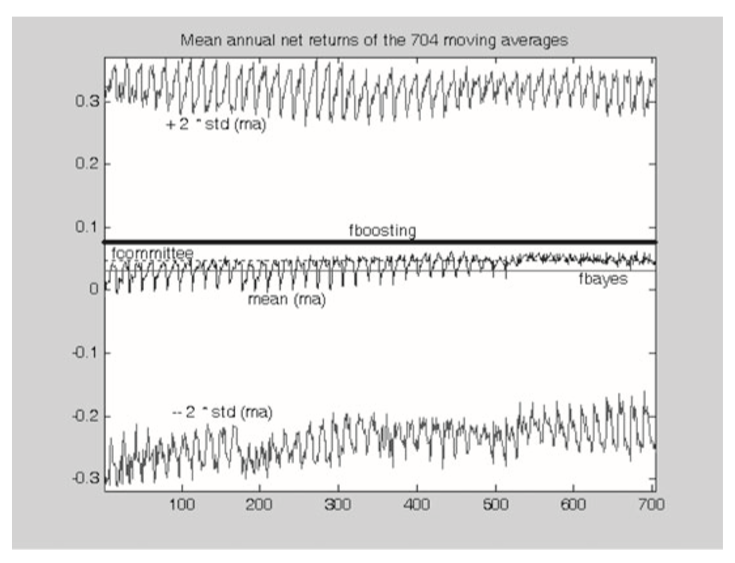 Mean annual net returns of the 704 moving averages
0.3
+2 * std (ma)
0.2
0.1
fboosting
fcommittee
fbayes
0
mean (ma)
-0.1
-- 2 * std (ma)
-0.2
-0.3
100 200 300 400 500 600 700